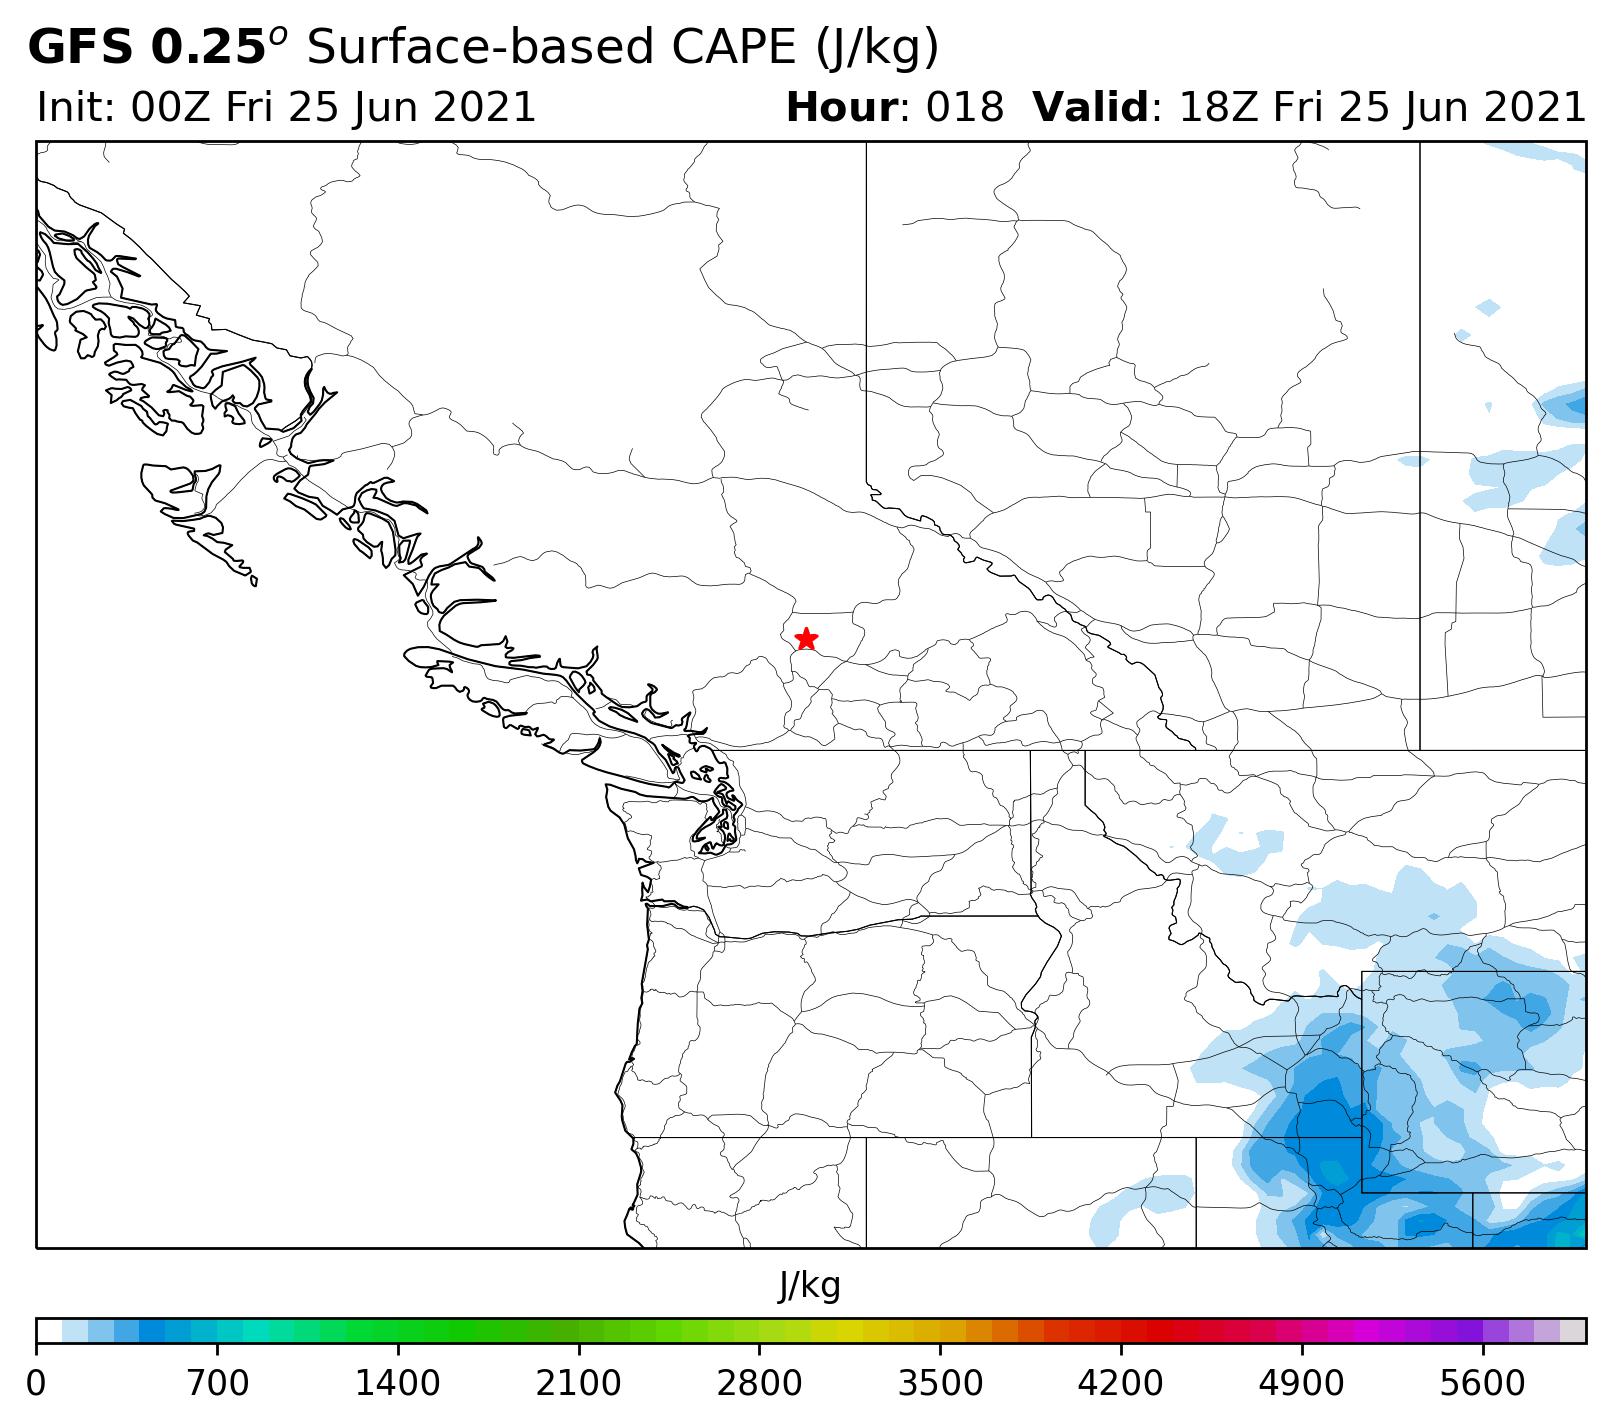 GFS 0.25° Surface-based CAPE (J/kg)
Init: 00Z Fri 25 Jun 2021 Hour: 018 Valid: 18Z Fri 25 Jun 2021
J/kg
0 700 1400 2100 2800 3500 4200 4900 5600